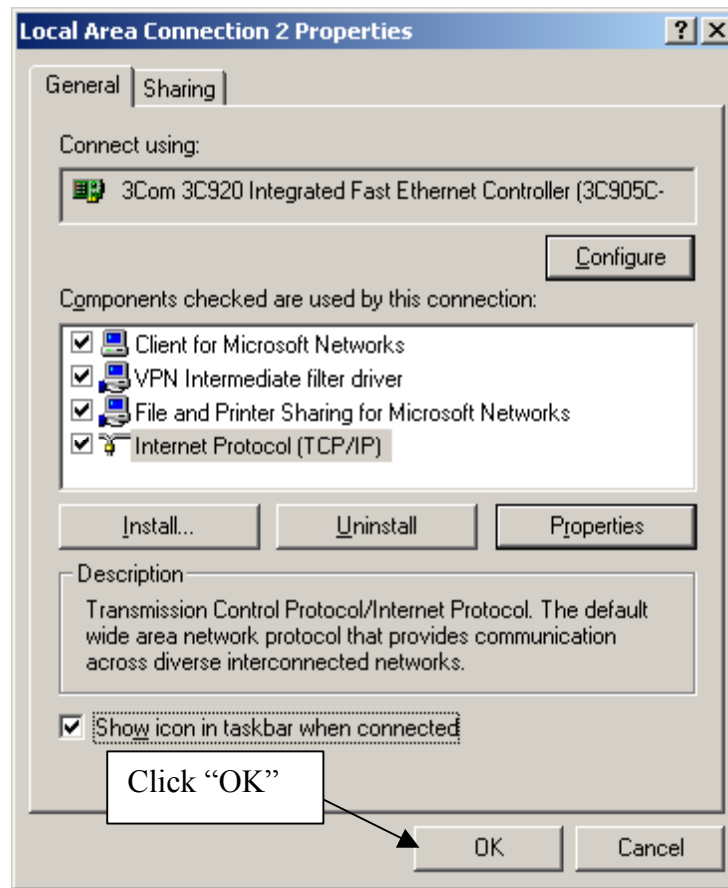 Local Area Connection 2 Properties
General
Sharing
Connect using:
3Com 3C920 Integrated Fast Ethernet Controller (3C905C-
Configure
Components checked are used by this connection:
Client for Microsoft Networks
VPN Intermediate filter driver
File and Printer Sharing for Microsoft Networks
Internet Protocol (TCP/IP)
Install...
Uninstall
Properties
Description
Transmission Control Protocol/Internet Protocol. The default
wide area network protocol that provides communication
across diverse interconnected networks.
Show icon in taskbar when connected
Click “OK”
OK
Cancel